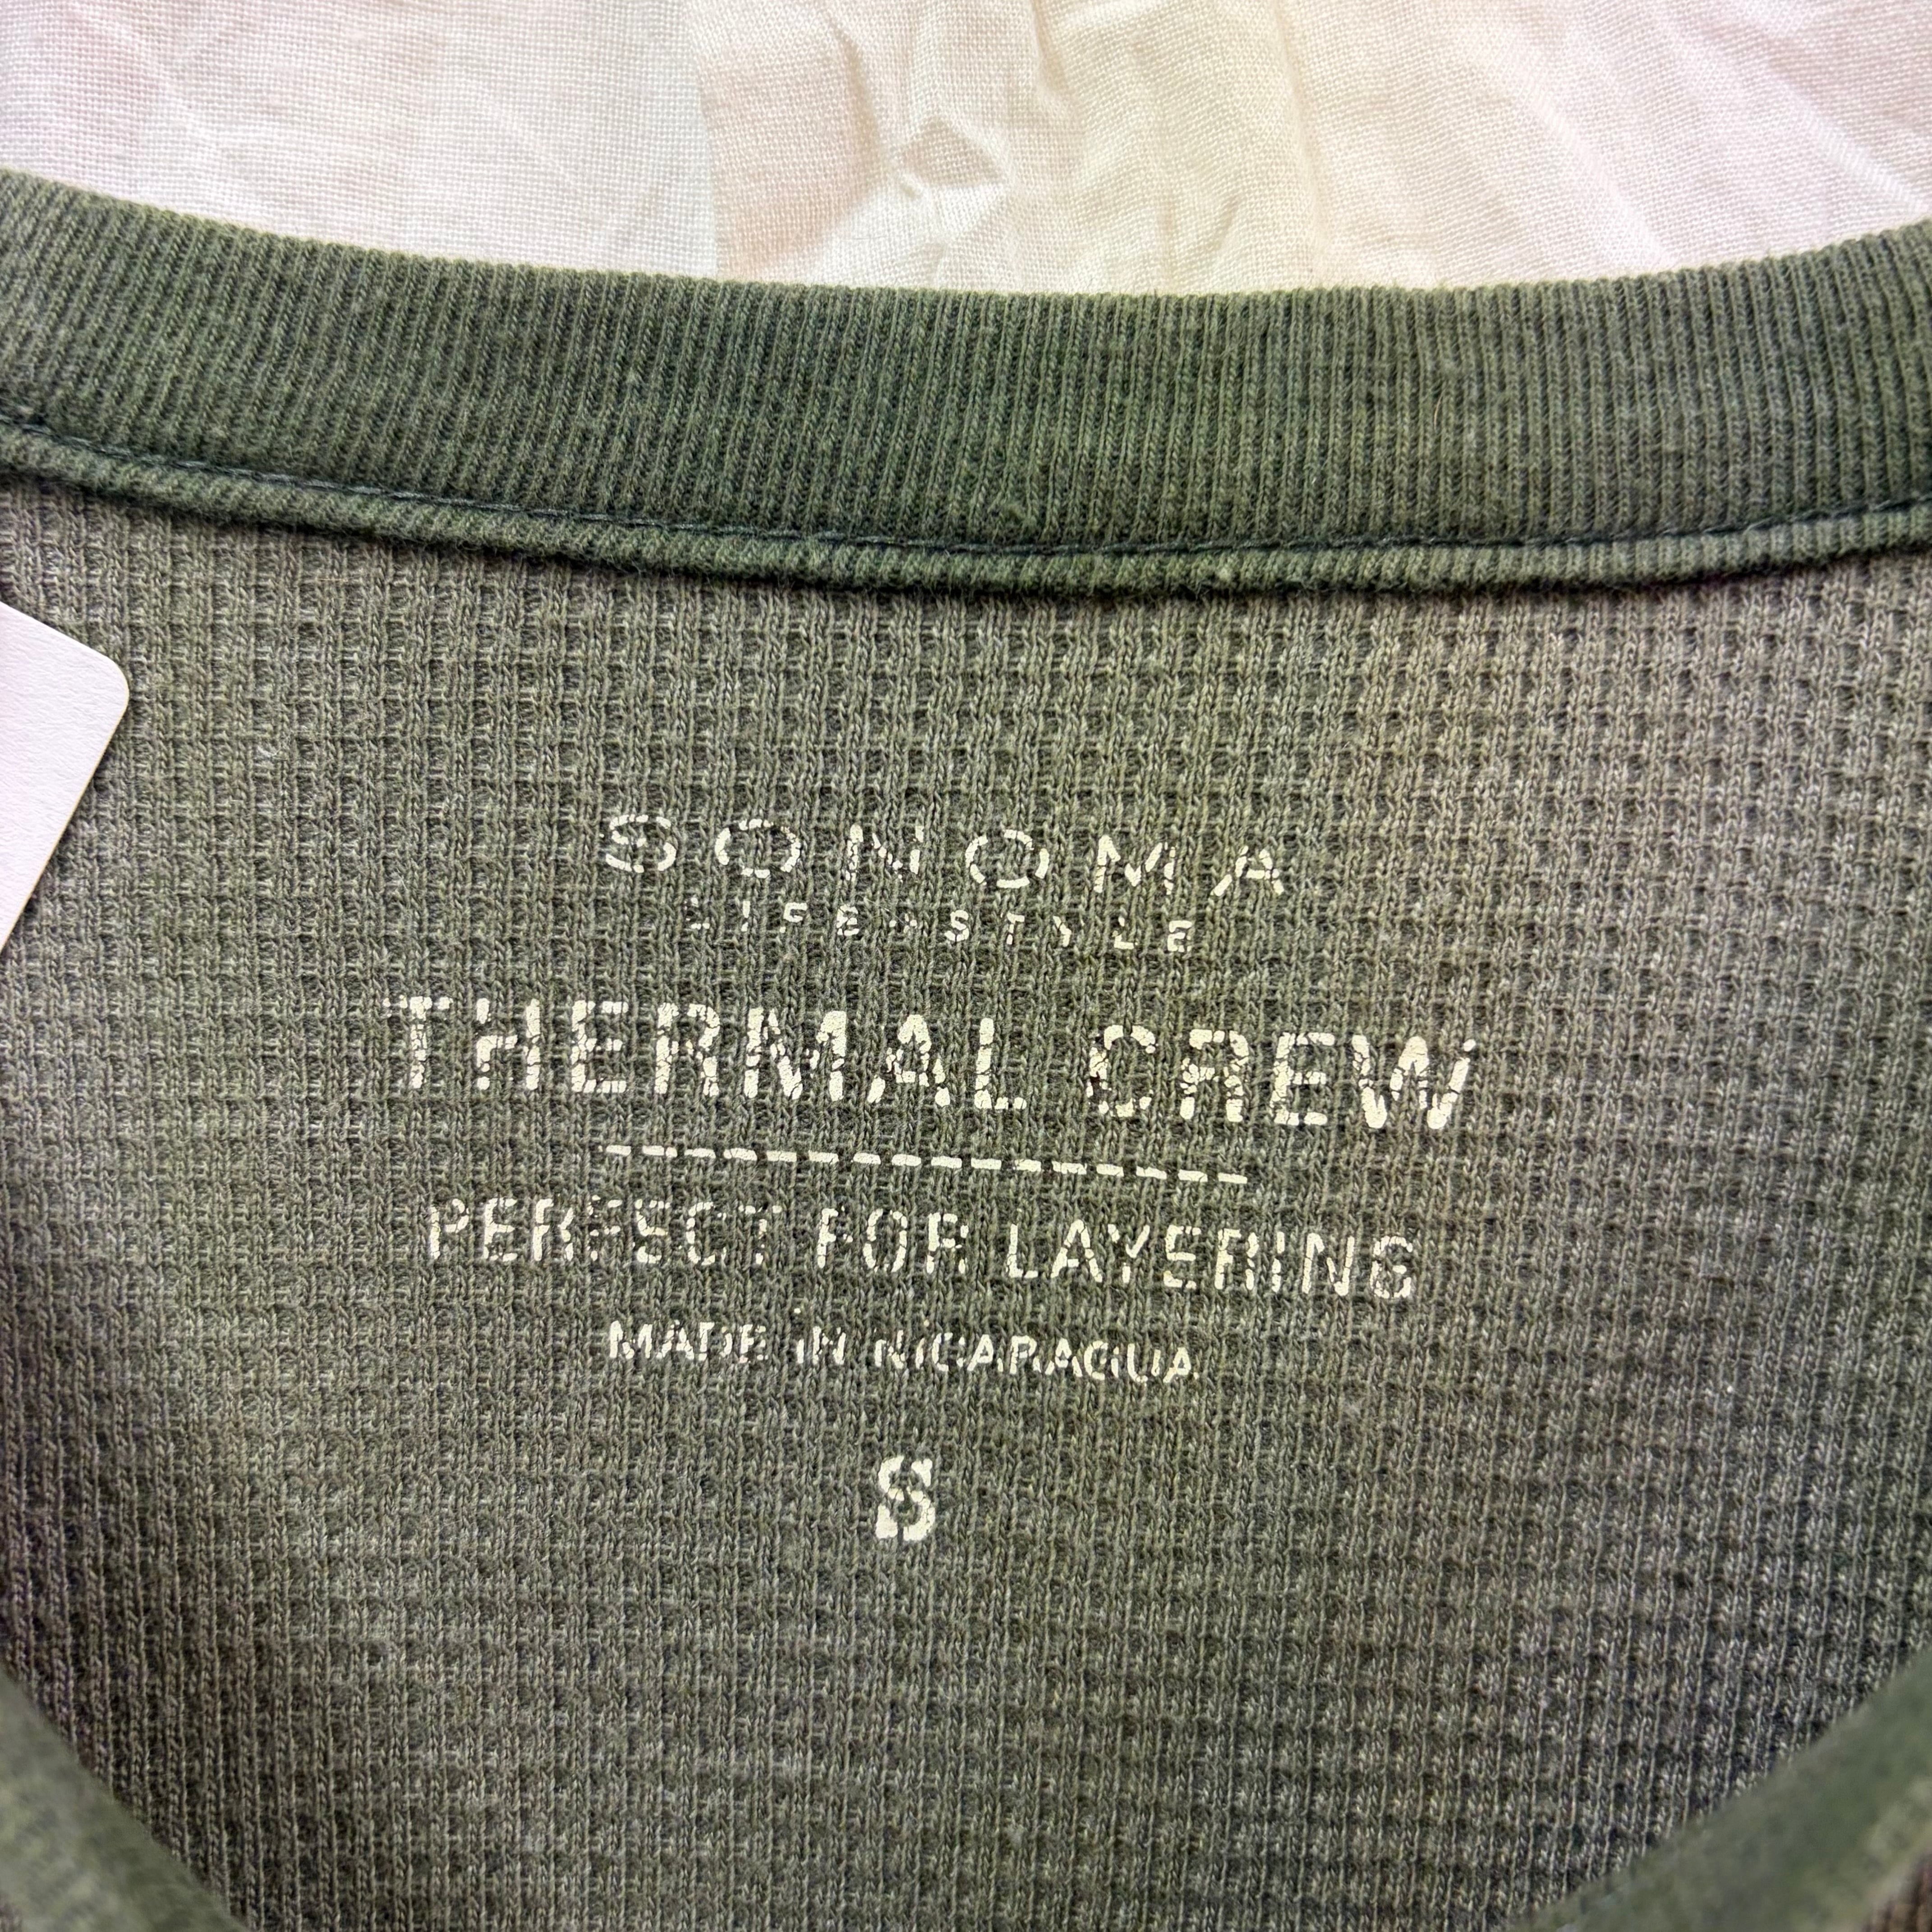 SONOMA
LIFE+STYLE
THERMAL CREW
PERFECT FOR LAYERING
MADE IN NICARAGUA
S